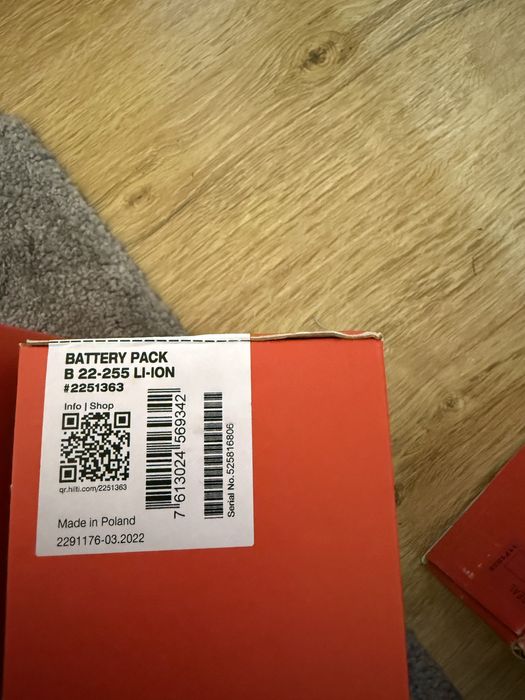 BATTERY PACK
B 22-255 LI-ION
#2251363
Info | Shop
qr.hilti.com/2251363
7 613024 569342
Serial No. 525816806
Made in Poland
2291176-03.2022